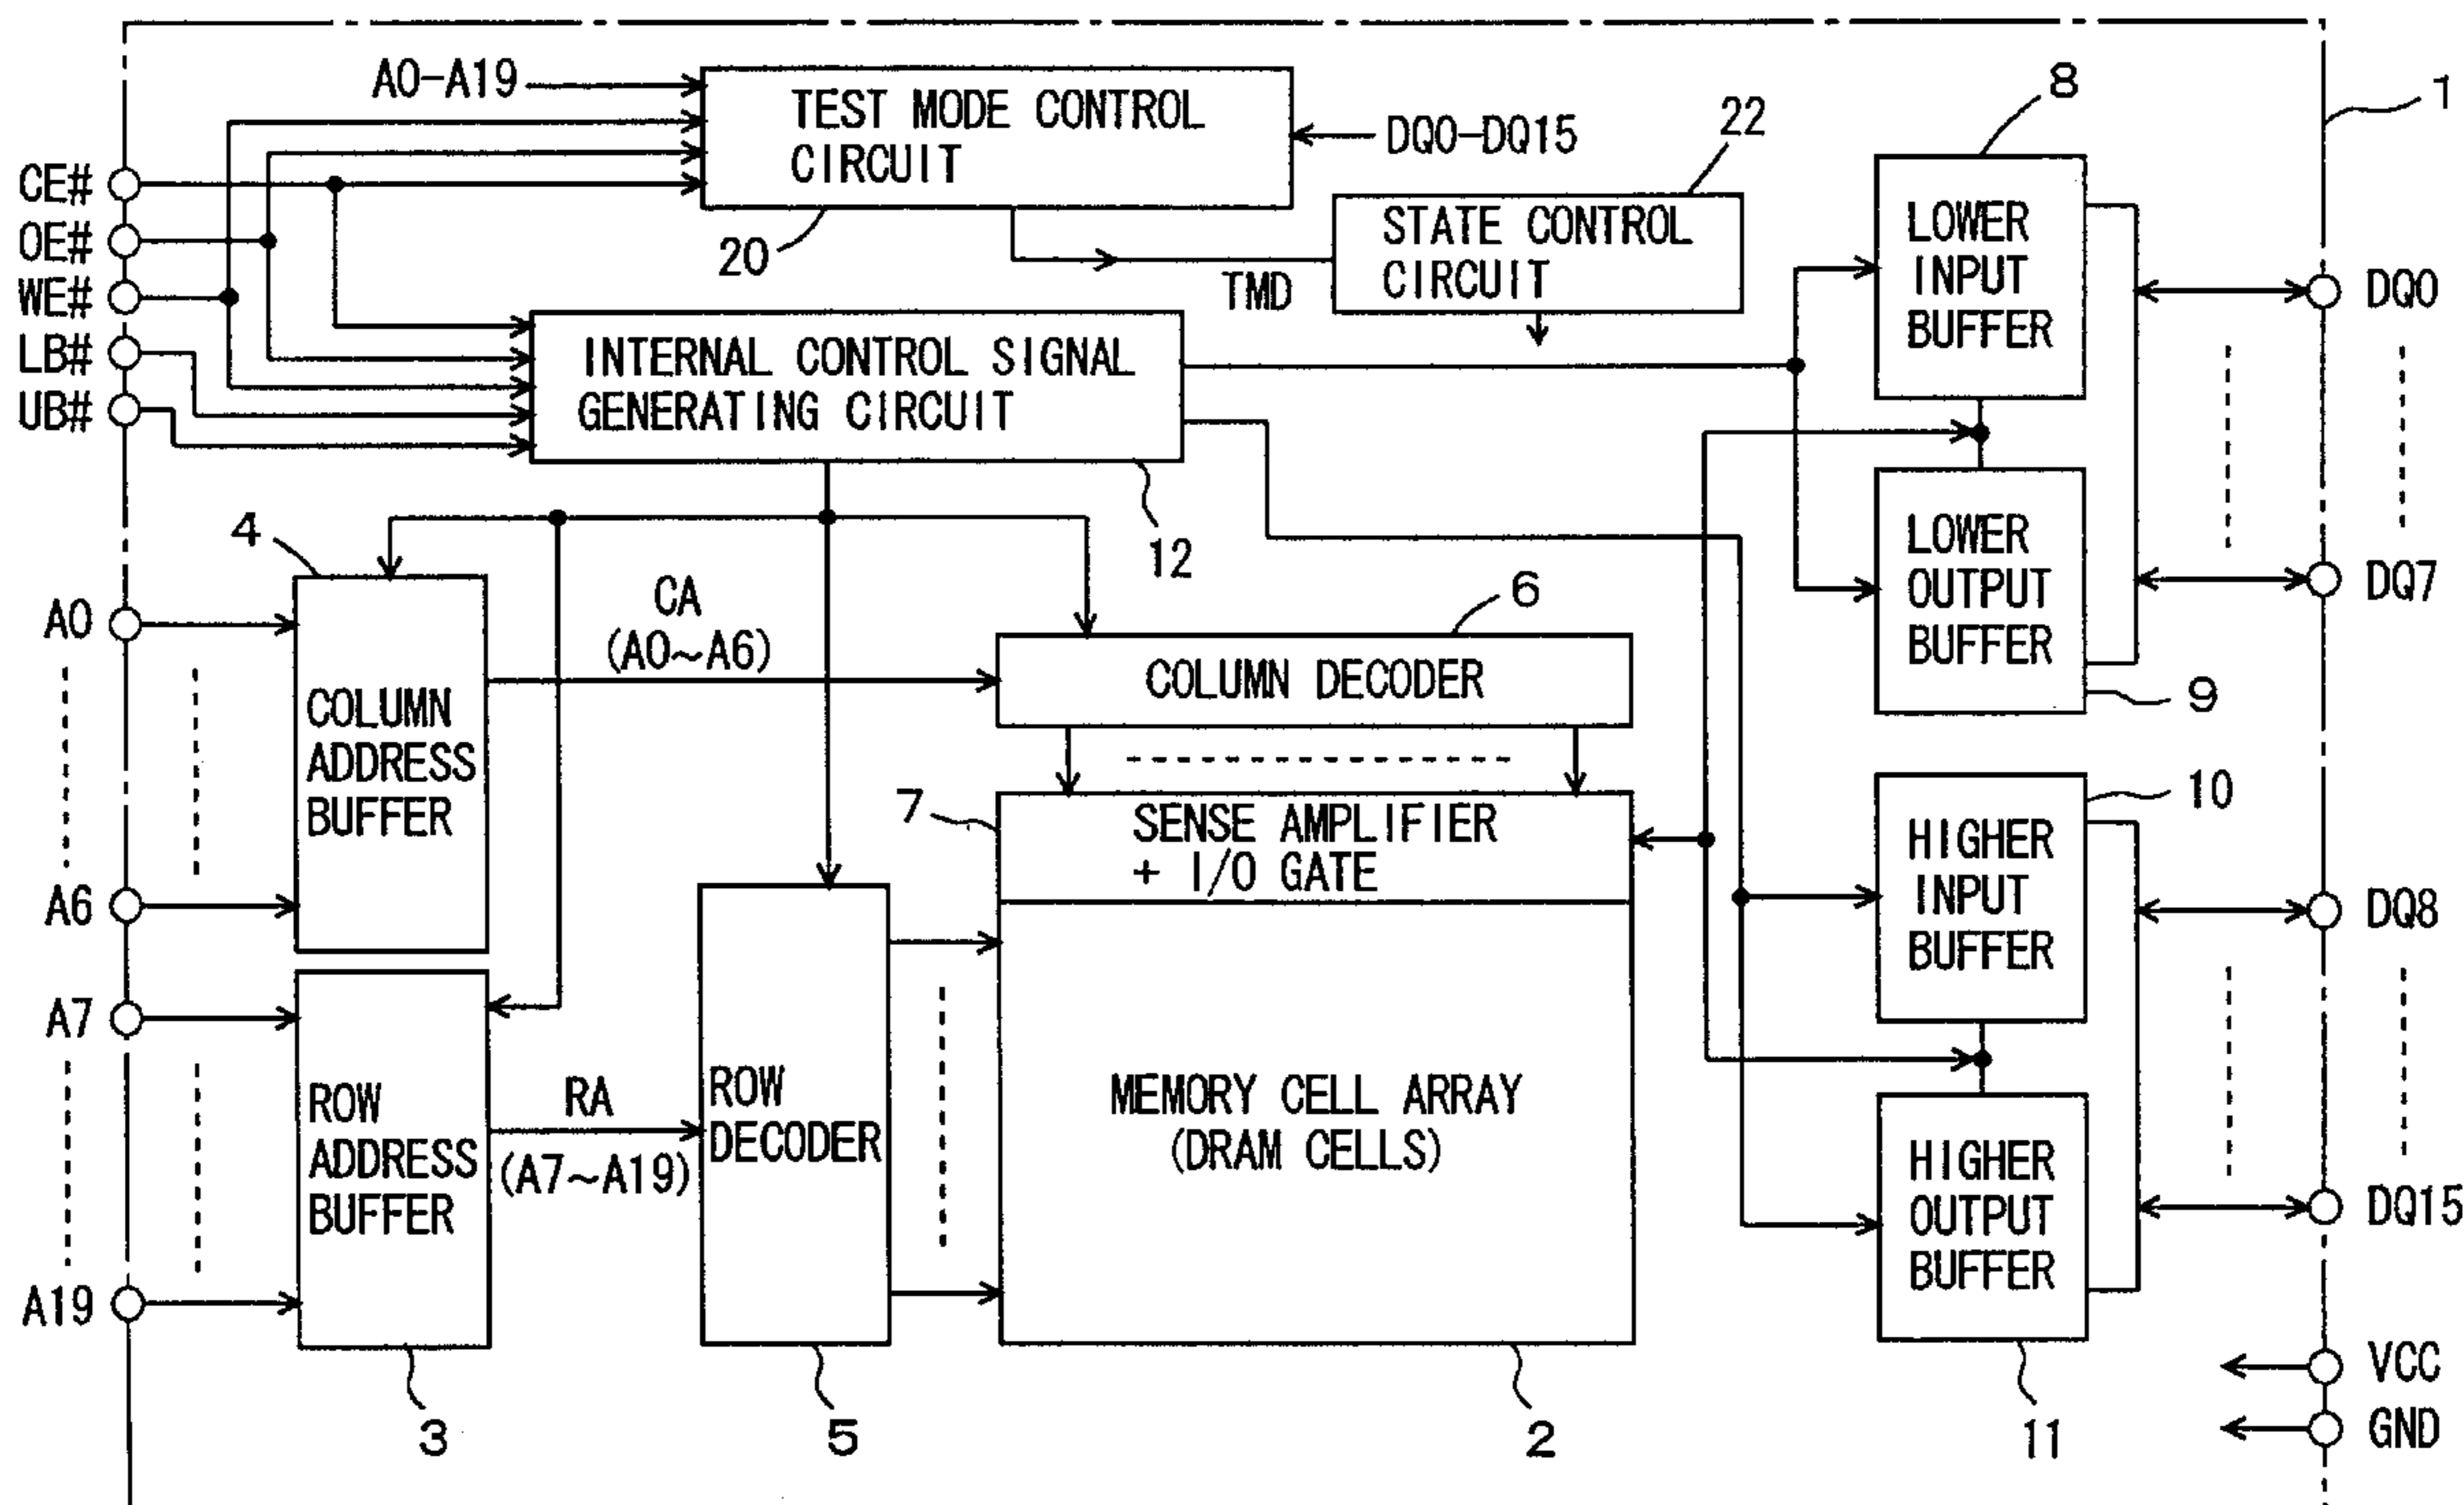 1
A0-A19
TEST MODE CONTROL
CIRCUIT
DQ0-DQ15
20
22
STATE CONTROL
CIRCUIT
TMD
8
LOWER
INPUT
BUFFER
CE#
OE#
WE#
LB#
UB#
INTERNAL CONTROL SIGNAL
GENERATING CIRCUIT
12
DQ0
DQ7
LOWER
OUTPUT
BUFFER
9
4
A0
A6
COLUMN
ADDRESS
BUFFER
CA
(A0~A6)
6
COLUMN DECODER
7
SENSE AMPLIFIER
+ I/O GATE
10
HIGHER
INPUT
BUFFER
DQ8
DQ15
A7
A19
ROW
ADDRESS
BUFFER
3
RA
(A7~A19)
ROW
DECODER
5
MEMORY CELL ARRAY
(DRAM CELLS)
2
HIGHER
OUTPUT
BUFFER
11
VCC
GND